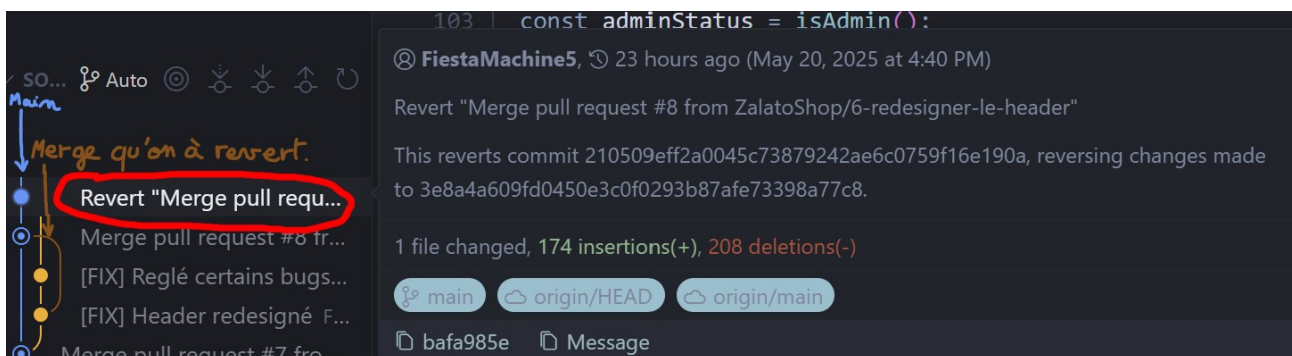 103 const adminStatus = isAdmin();
SO... Auto
FiestaMachine5, 23 hours ago (May 20, 2025 at 4:40 PM)
Main
Revert "Merge pull request #8 from ZalatoShop/6-redesigner-le-header"
Merge qu'on à revert.
This reverts commit 210509eff2a0045c73879242ae6c0759f16e190a, reversing changes made
to 3e8a4a609fd0450e3c0f0293b87afe73398a77c8.
Revert "Merge pull requ...
Merge pull request #8 fr...
1 file changed, 174 insertions(+), 208 deletions(-)
[FIX] Reglé certains bugs...
main origin/HEAD origin/main
[FIX] Header redesigné F...
bafa985e Message
Merge pull request #7 fro...